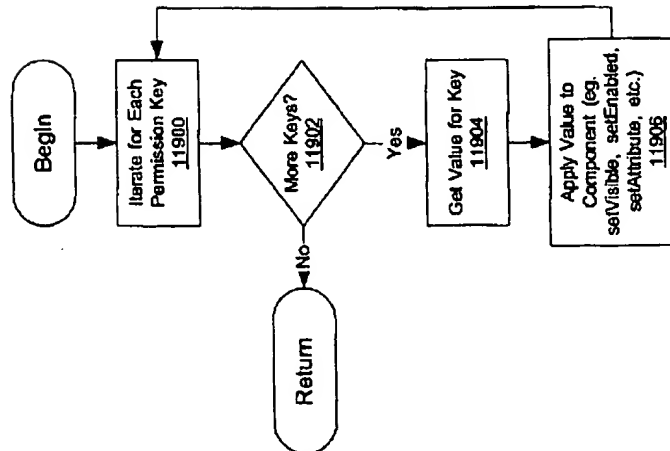 Begin
Iterate for Each
Permission Key
11900
More Keys?
11902
No
Return
Yes
Get Value for Key
11904
Apply Value to
Component (eg.
setVisible, setEnabled,
setAttribute, etc.)
11906